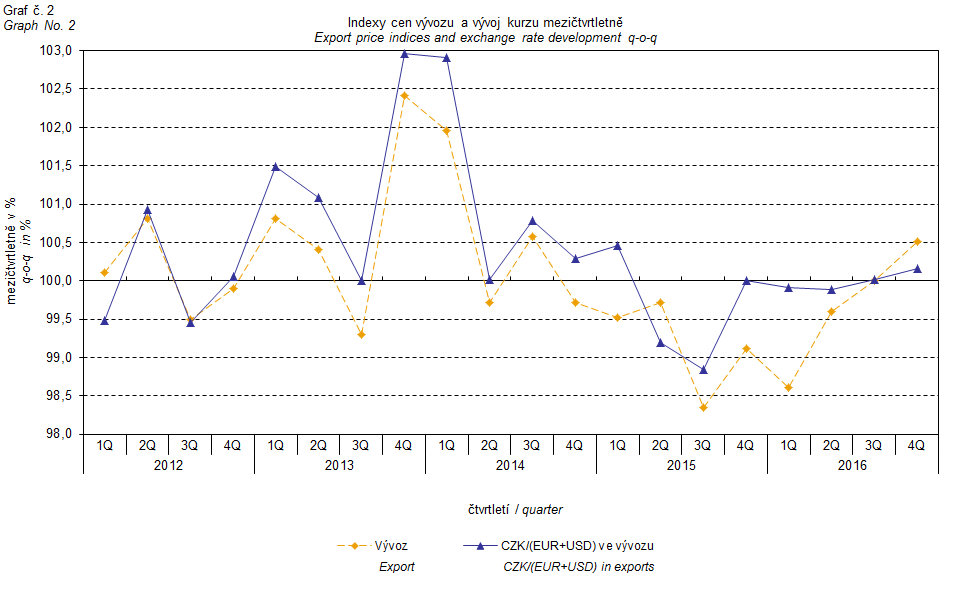 Graf č. 2
Graph No. 2
Indexy cen vývozu a vývoj kurzu mezičtvrtletně
Export price indices and exchange rate development q-o-q
mezičtvrtletně v %
q-o-q in %
103,0
102,5
102,0
101,5
101,0
100,5
100,0
99,5
99,0
98,5
98,0
1Q 2Q 3Q 4Q 1Q 2Q 3Q 4Q 1Q 2Q 3Q 4Q 1Q 2Q 3Q 4Q 1Q 2Q 3Q 4Q
2012 2013 2014 2015 2016
čtvrtletí / quarter
Vývoz CZK/(EUR+USD) ve vývozu
Export CZK/(EUR+USD) in exports